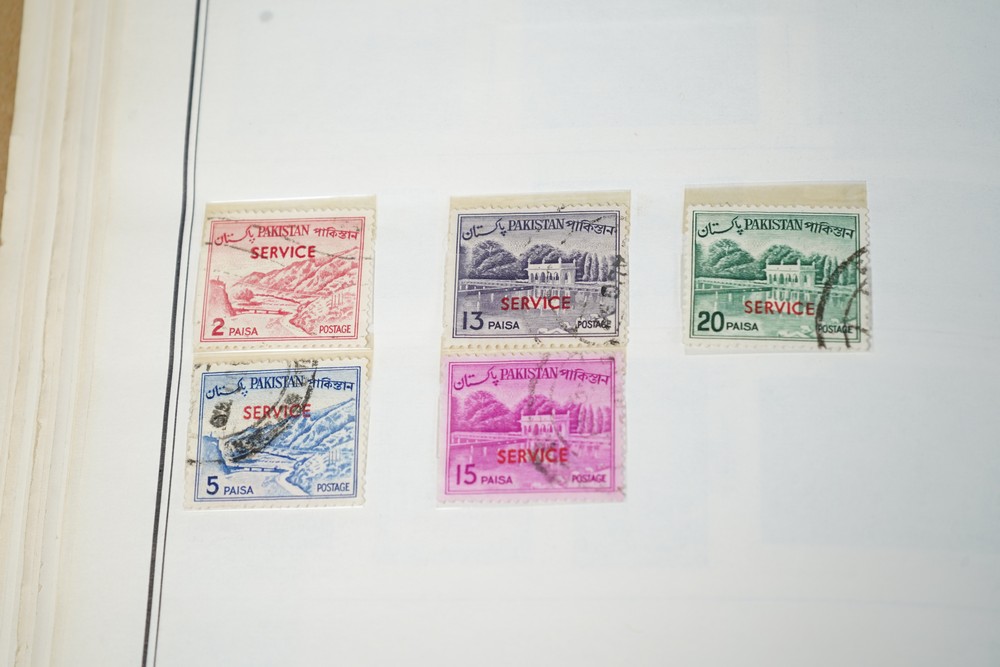 پاکستان PAKISTAN পাকিস্তান
SERVICE
2 PAISA POSTAGE
پاکستان PAKISTAN পাকিস্তান
SERVICE
13 PAISA POSTAGE
پاکستان PAKISTAN পাকিস্তান
SERVICE
20 PAISA POSTAGE
پاکستان PAKISTAN পাকিস্তান
SERVICE
5 PAISA POSTAGE
پاکستان PAKISTAN পাকিস্তান
SERVICE
15 PAISA POSTAGE